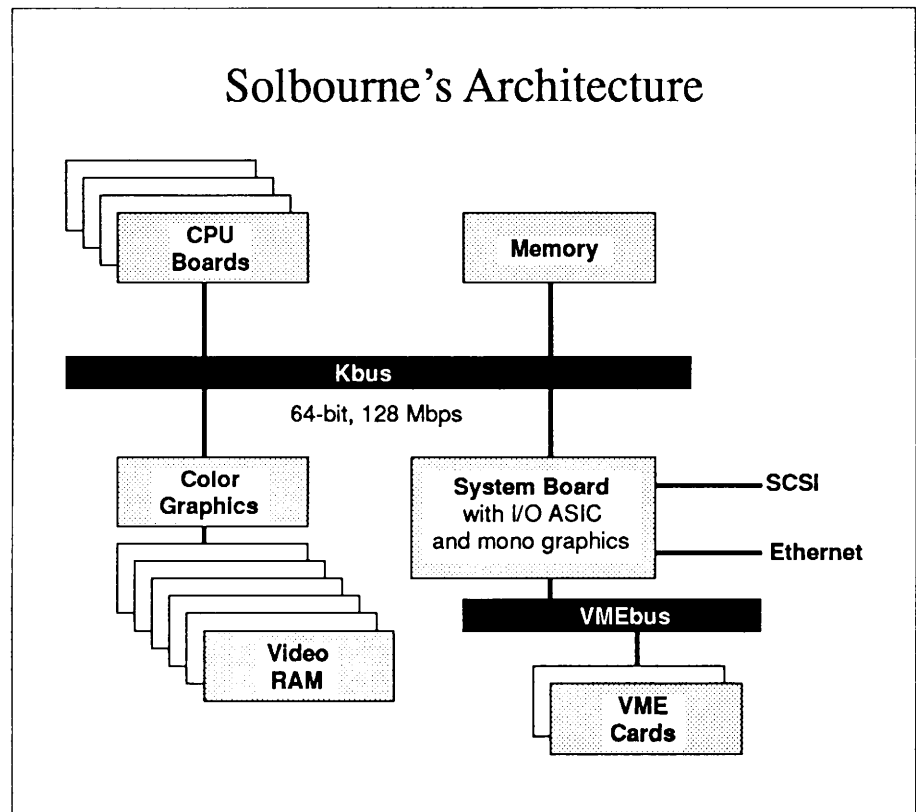 Solbourne's Architecture
CPU
Boards
Memory
Kbus
64-bit, 128 Mbps
Color
Graphics
System Board
with I/O ASIC
and mono graphics
SCSI
Ethernet
VMEbus
Video
RAM
VME
Cards